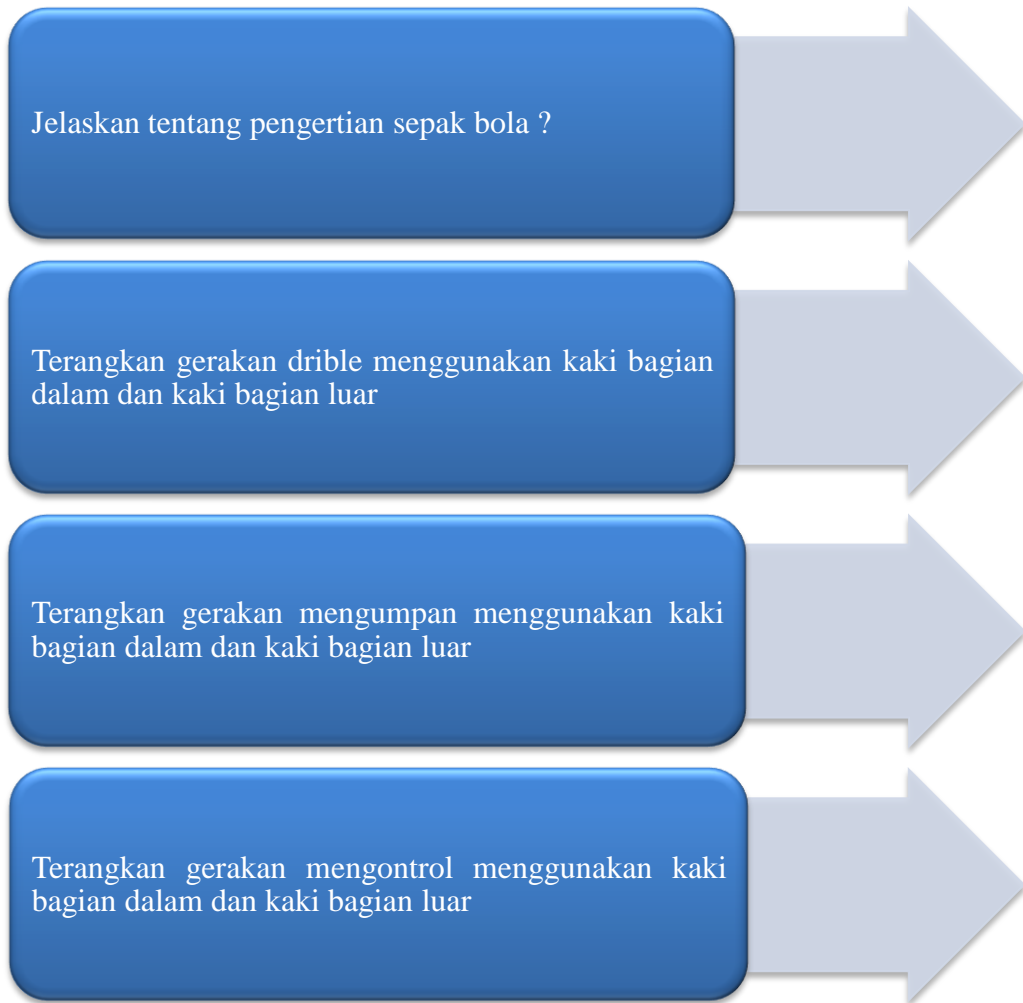 Jelaskan tentang pengertian sepak bola ?
Terangkan gerakan drible menggunakan kaki bagian
dalam dan kaki bagian luar
Terangkan gerakan mengumpan menggunakan kaki
bagian dalam dan kaki bagian luar
Terangkan gerakan mengontrol menggunakan kaki
bagian dalam dan kaki bagian luar